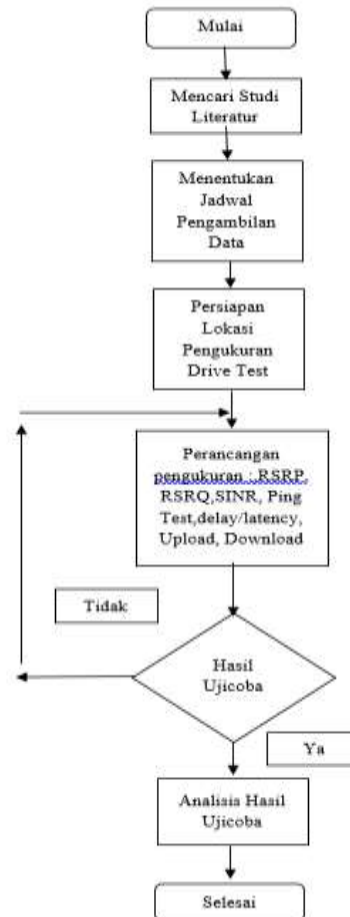 Mulai
Mencari Studi
Literatur
Menentukan
Jadwal
Pengambilan
Data
Persiapan
Lokasi
Pengukuran
Drive Test
Perancangan
pengukuran : RSRP,
RSRQ,SINR, Ping
Test,delay/latency,
Upload, Download
Tidak
Hasil
Ujicoba
Ya
Analisis Hasil
Ujicoba
Selesai